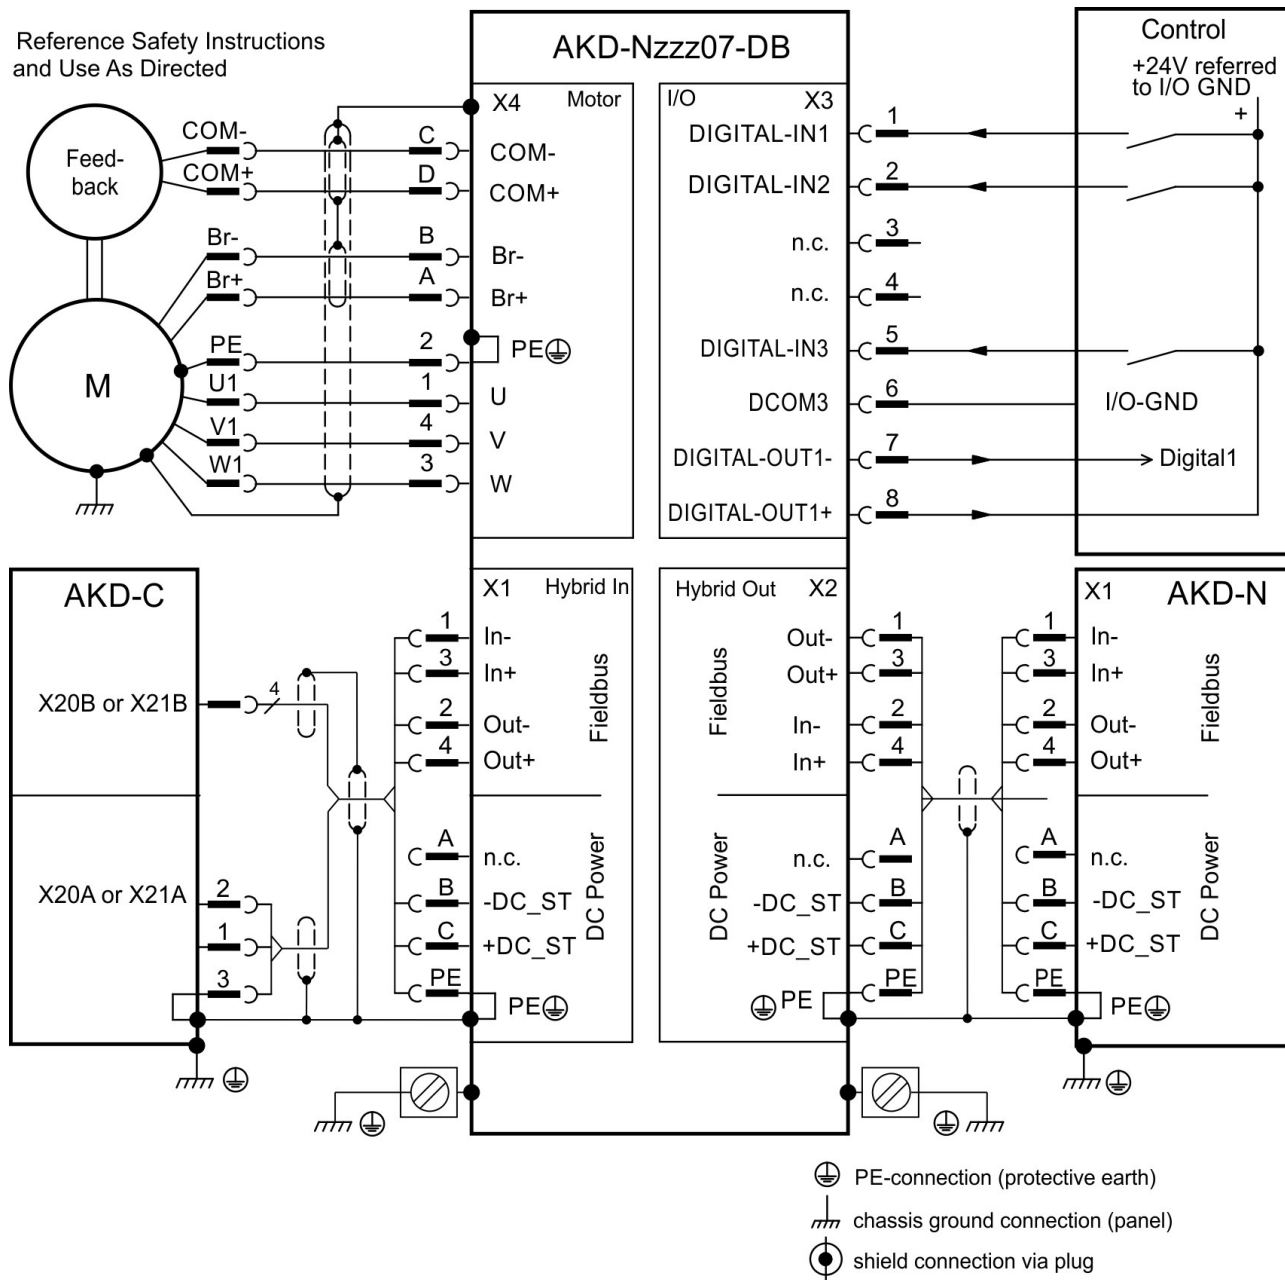 Reference Safety Instructions
and Use As Directed
AKD-Nzzz07-DB
Control
+24V referred
to I/O GND
+
Feed-
back
COM-
COM+
Br-
Br+
PE
U1
V1
W1
M
C
D
B
A
2
1
4
3
X4
Motor
COM-
COM+
Br-
Br+
PE
U
V
W
I/O
X3
DIGITAL-IN1
DIGITAL-IN2
n.c.
n.c.
DIGITAL-IN3
DCOM3
DIGITAL-OUT1-
DIGITAL-OUT1+
1
2
3
4
5
6
7
8
I/O-GND
Digital1
AKD-C
X20B or X21B
4
X20A or X21A
2
1
3
1
3
2
4
A
B
C
PE
X1
Hybrid In
In-
In+
Out-
Out+
Fieldbus
n.c.
-DC_ST
+DC_ST
DC Power
PE
Hybrid Out
X2
Out-
Out+
In-
In+
Fieldbus
n.c.
-DC_ST
+DC_ST
DC Power
PE
1
3
2
4
A
B
C
PE
1
3
2
4
A
B
C
PE
X1
AKD-N
In-
In+
Out-
Out+
Fieldbus
n.c.
-DC_ST
+DC_ST
DC Power
PE
PE-connection (protective earth)
chassis ground connection (panel)
shield connection via plug